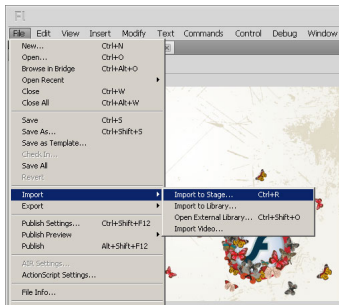 Fl
File Edit View Insert Modify Text Commands Control Debug Window
New... Ctrl+N
Open... Ctrl+O
Browse in Bridge Ctrl+Alt+O
Open Recent
Close Ctrl+W
Close All Ctrl+Alt+W
Save Ctrl+S
Save As... Ctrl+Shift+S
Save as Template...
Check In...
Save All
Revert
Import
Export
Import to Stage... Ctrl+R
Import to Library...
Open External Library... Ctrl+Shift+O
Import Video...
Publish Settings... Ctrl+Shift+F12
Publish Preview
Publish Alt+Shift+F12
AIR Settings...
ActionScript Settings...
File Info...